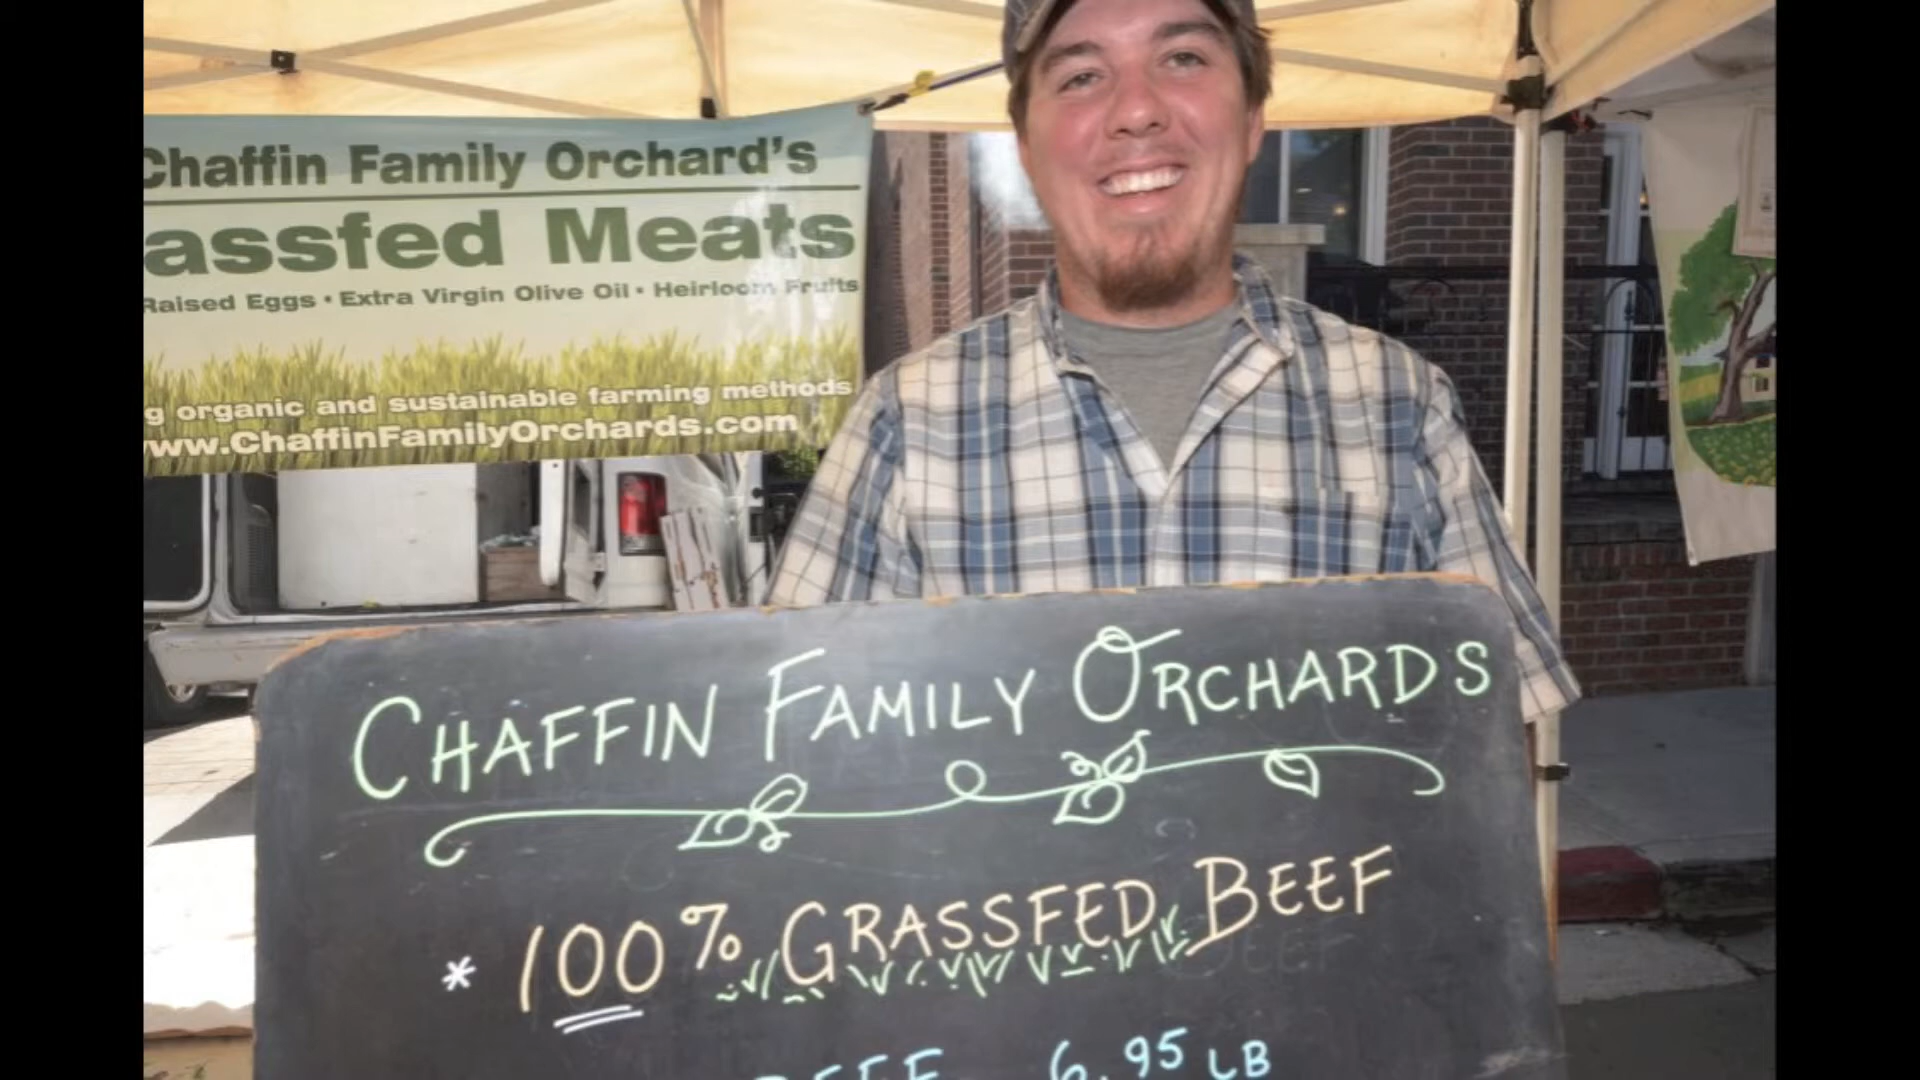 Chaffin Family Orchard's
assfed Meats
Raised Eggs • Extra Virgin Olive Oil • Heirloom Fruits
g organic and sustainable farming methods
www.ChaffinFamilyOrchards.com
CHAFFIN FAMILY ORCHARDS
* 100% GRASSFED BEEF
BEEF 6.95 LB